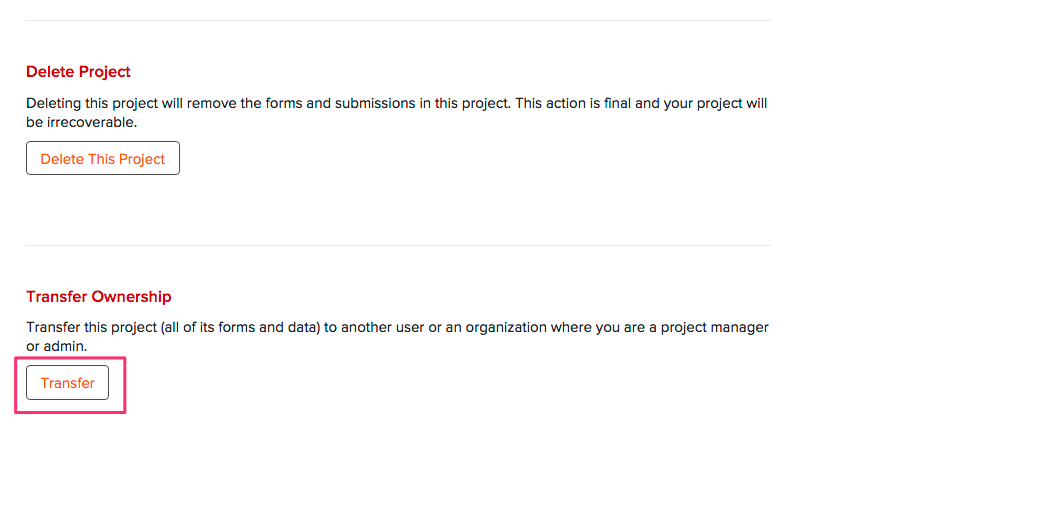 Delete Project
Deleting this project will remove the forms and submissions in this project. This action is final and your project will
be irrecoverable.
Delete This Project
Transfer Ownership
Transfer this project (all of its forms and data) to another user or an organization where you are a project manager
or admin.
Transfer